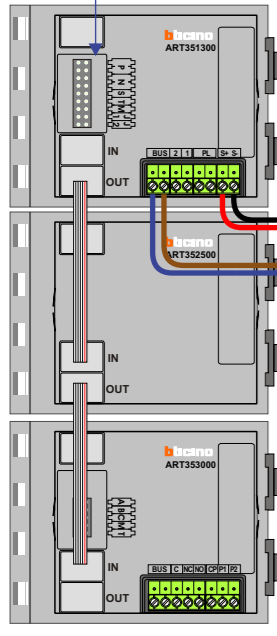 bticino
ART351300
P
N
S
T
M
1
2
IN
OUT
BUS 2 1 PL S+ S-
bticino
ART352500
IN
OUT
bticino
ART353000
A
B
C
M
T
IN
OUT
BUS C NC NO CP P1 P2